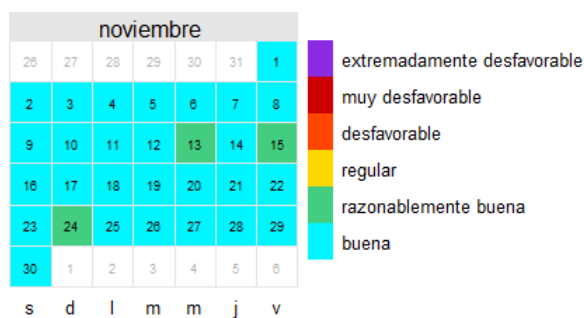 noviembre
26 27 28 29 30 31 1
2 3 4 5 6 7 8
9 10 11 12 13 14 15
16 17 18 19 20 21 22
23 24 25 26 27 28 29
30 1 2 3 4 5 6
s d l m m j v
extremadamente desfavorable
muy desfavorable
desfavorable
regular
razonablemente buena
buena